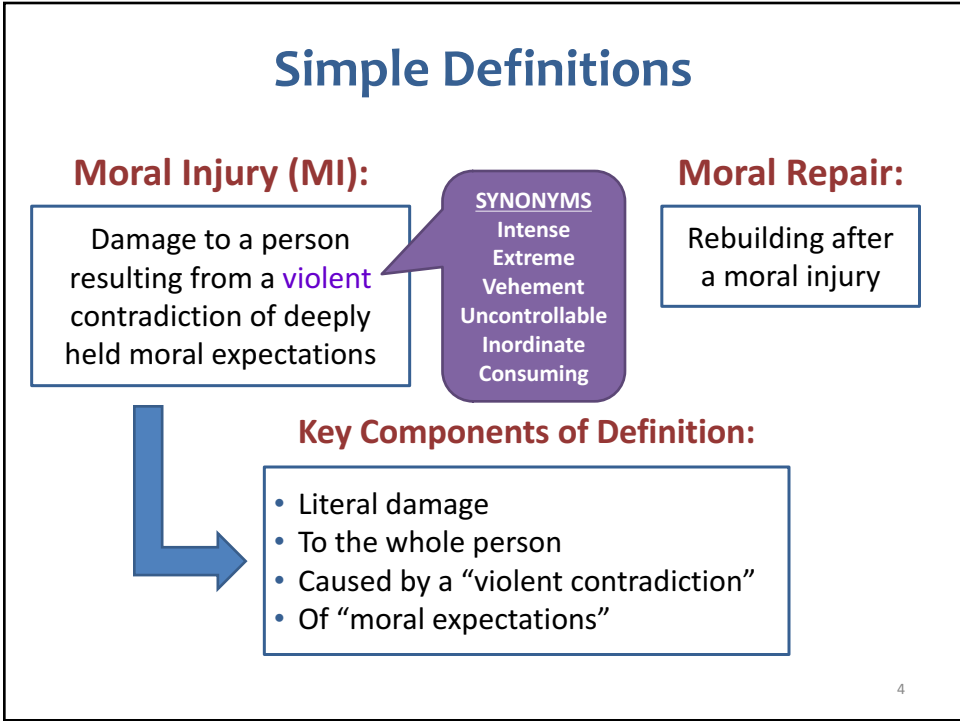 Simple Definitions
Moral Injury (MI):
Damage to a person
resulting from a violent
contradiction of deeply
held moral expectations
SYNONYMS
Intense
Extreme
Vehement
Uncontrollable
Inordinate
Consuming
Moral Repair:
Rebuilding after
a moral injury
Key Components of Definition:
• Literal damage
• To the whole person
• Caused by a “violent contradiction”
• Of “moral expectations”
4